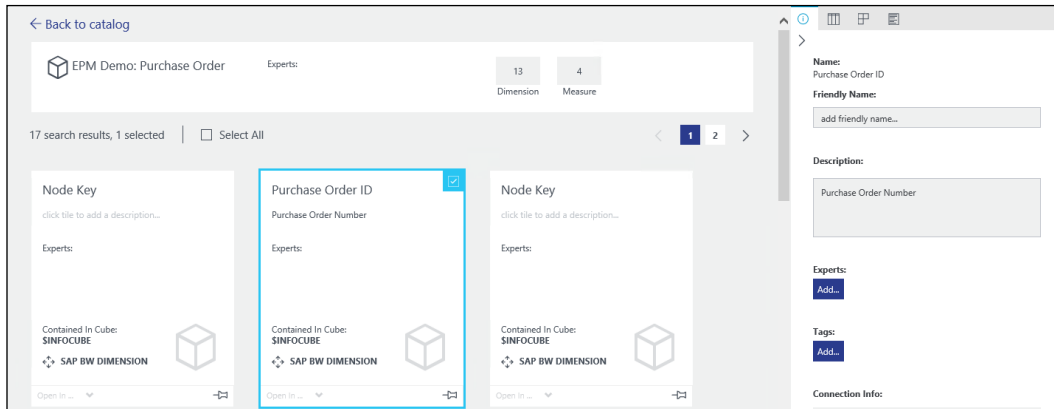 Back to catalog
EPM Demo: Purchase Order
Experts:
13
Dimension
4
Measure
17 search results, 1 selected
Select All
1
2
Node Key
click tile to add a description...
Experts:
Contained In Cube:
$INFOCUBE
SAP BW DIMENSION
Open in ...
Purchase Order ID
Purchase Order Number
Experts:
Contained In Cube:
$INFOCUBE
SAP BW DIMENSION
Open in ...
Node Key
click tile to add a description...
Experts:
Contained In Cube:
$INFOCUBE
SAP BW DIMENSION
Open in ...
Name:
Purchase Order ID
Friendly Name:
add friendly name...
Description:
Purchase Order Number
Experts:
Add...
Tags:
Add...
Connection Info: